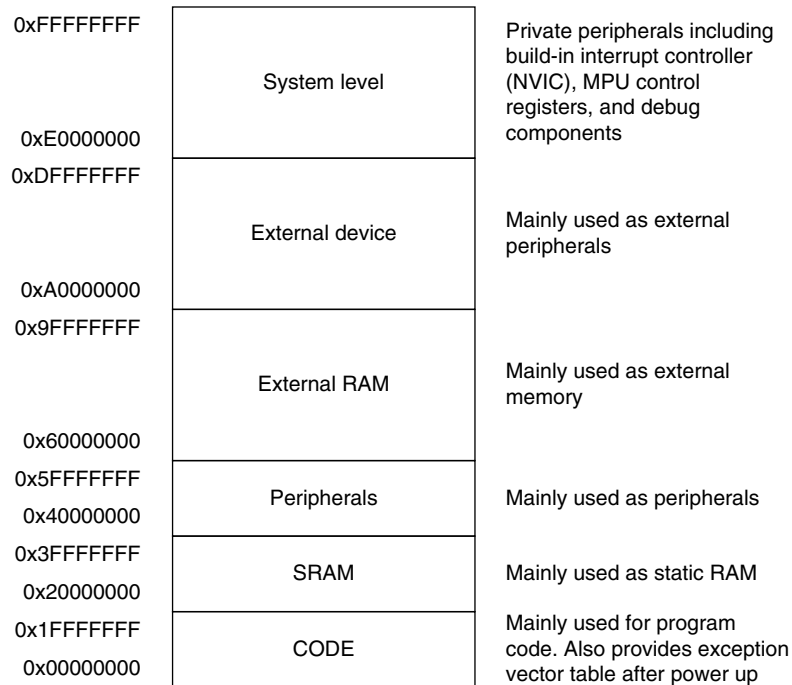 0xFFFFFFFF
System level
Private peripherals including
build-in interrupt controller
(NVIC), MPU control
registers, and debug
components
0xE0000000
0xDFFFFFFF
External device
Mainly used as external
peripherals
0xA0000000
0x9FFFFFFF
External RAM
Mainly used as external
memory
0x60000000
0x5FFFFFFF
Peripherals
Mainly used as peripherals
0x40000000
0x3FFFFFFF
SRAM
Mainly used as static RAM
0x20000000
0x1FFFFFFF
CODE
Mainly used for program
code. Also provides exception
vector table after power up
0x00000000